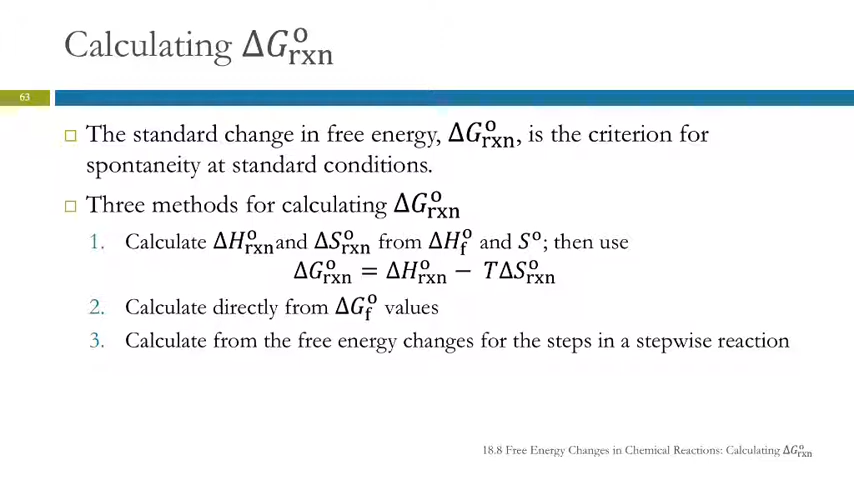 Calculating ΔG°rxn
63
□ The standard change in free energy, ΔG°rxn, is the criterion for
spontaneity at standard conditions.
□ Three methods for calculating ΔG°rxn
1. Calculate ΔH°rxn and ΔS°rxn from ΔH°f and S°; then use
ΔG°rxn = ΔH°rxn − TΔS°rxn
2. Calculate directly from ΔG°f values
3. Calculate from the free energy changes for the steps in a stepwise reaction
18.8 Free Energy Changes in Chemical Reactions: Calculating ΔG°rxn